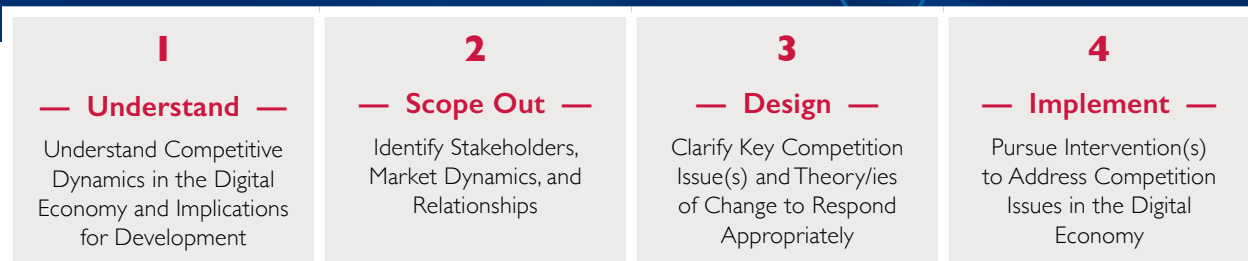 1
— Understand —
Understand Competitive
Dynamics in the Digital
Economy and Implications
for Development
2
— Scope Out —
Identify Stakeholders,
Market Dynamics, and
Relationships
3
— Design —
Clarify Key Competition
Issue(s) and Theory/ies
of Change to Respond
Appropriately
4
— Implement —
Pursue Intervention(s)
to Address Competition
Issues in the Digital
Economy